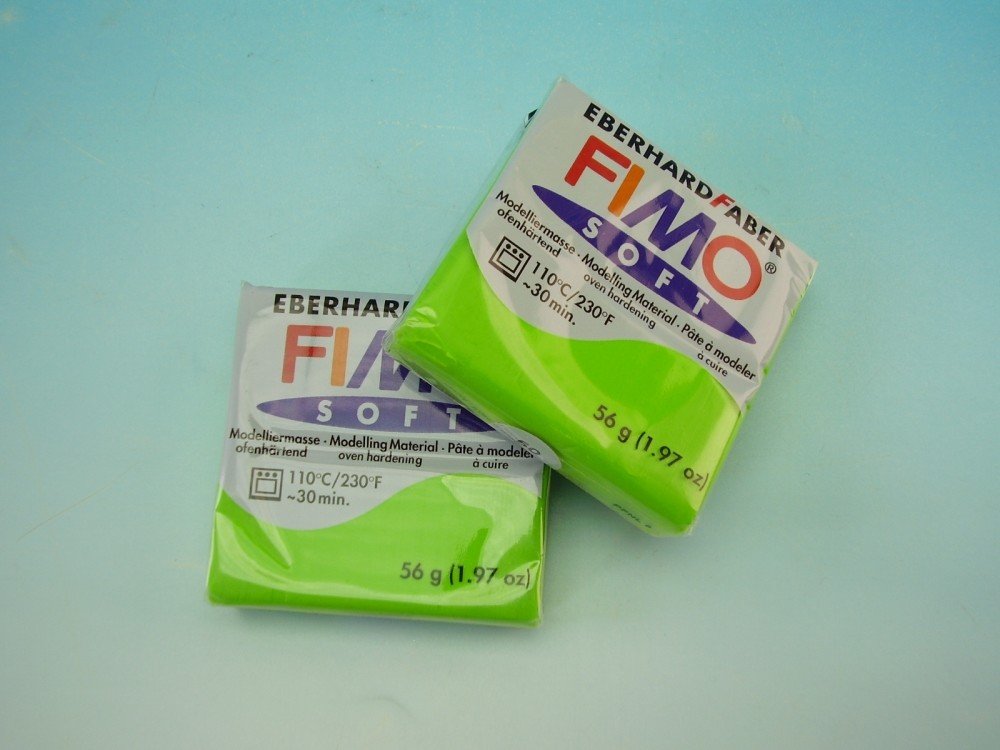 EBERHARDFABER
FIMO®
SOFT
Modelliermasse · Modelling Material · Pâte à modeler
ofenhärtend oven hardening à cuire
110°C/230°F
~30 min.
56 g (1.97 oz)
EBERHAR
FIM
SOFT
Modelliermasse · Modelling Material · Pâte à modeler
ofenhärtend oven hardening à cuire
110°C/230°F
~30 min.
56 g (1.97 oz)